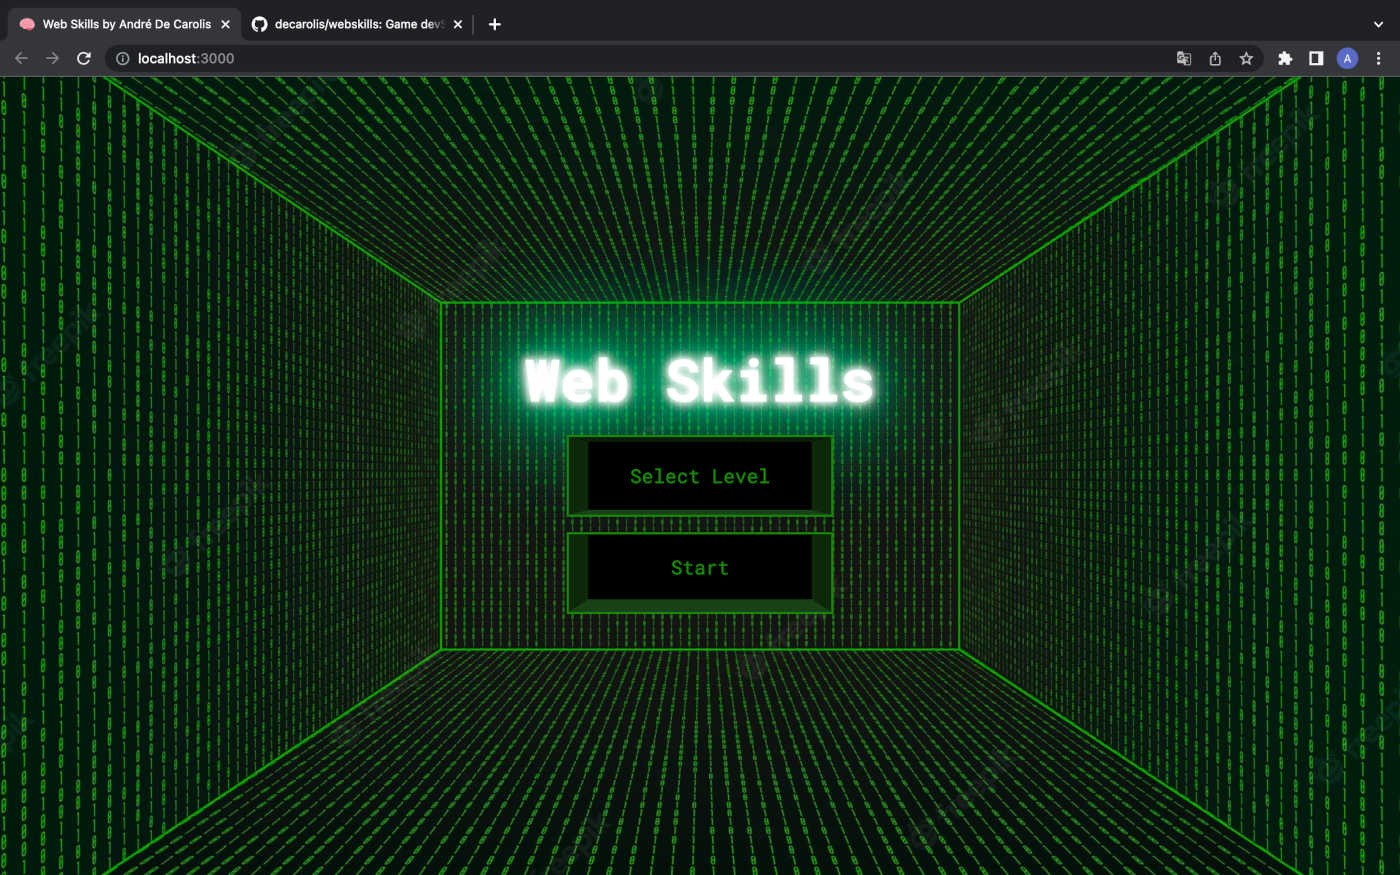 Web Skills by André De Carolis
decarolis/webskills: Game dev
localhost:3000
A
Web Skills
Select Level
Start